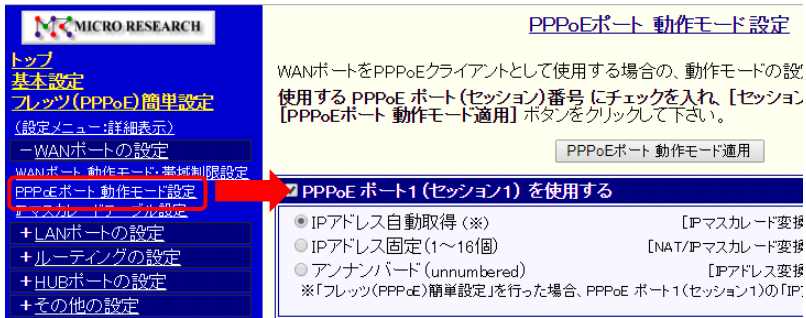 MICRO RESEARCH
トップ
基本設定
フレッツ(PPPoE)簡単設定
(設定メニュー:詳細表示)
－WANポートの設定
WANポート 動作モード・帯域制限設定
PPPoEポート 動作モード設定
IPマスカレードテーブル設定
+LANポートの設定
+ルーティングの設定
+HUBポートの設定
+その他の設定
PPPoEポート 動作モード設定
WANポートをPPPoEクライアントとして使用する場合の、動作モードの設
使用する PPPoE ポート(セッション)番号 にチェックを入れ、[セッション
[PPPoEポート 動作モード適用] ボタンをクリックして下さい。
PPPoEポート 動作モード適用
PPPoE ポート1 (セッション1) を使用する
IPアドレス自動取得 (※) [IPマスカレード変換
IPアドレス固定(1～16個) [NAT/IPマスカレード変換
アンナンバード (unnumbered) [IPアドレス変換
※「フレッツ(PPPoE)簡単設定」を行った場合、PPPoE ポート1(セッション1)の「IP